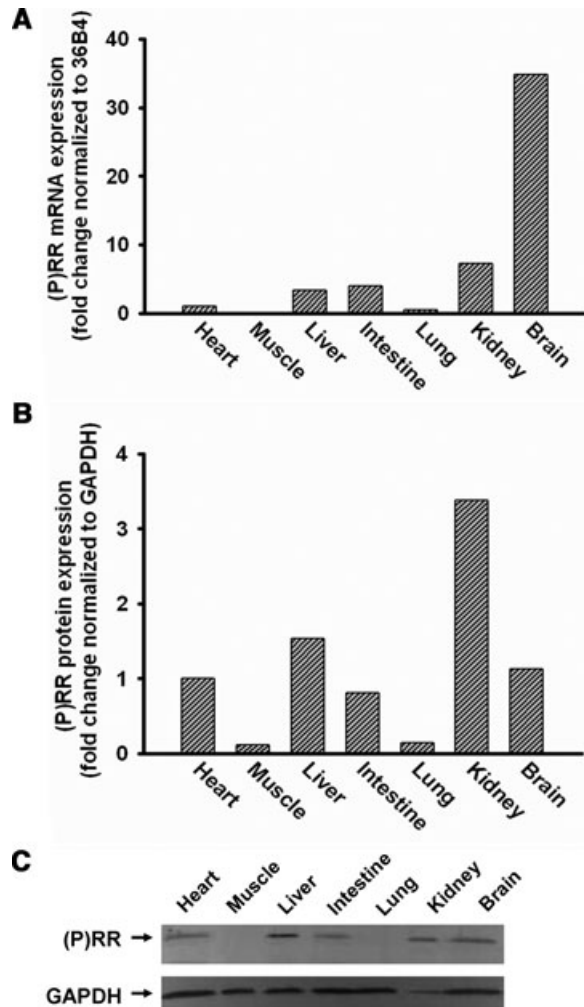 A
(P)RR mRNA expression
(fold change normalized to 36B4)
40
30
20
10
0
Heart
Muscle
Liver
Intestine
Lung
Kidney
Brain
B
(P)RR protein expression
(fold change normalized to GAPDH)
4
3
2
1
0
Heart
Muscle
Liver
Intestine
Lung
Kidney
Brain
C
Heart
Muscle
Liver
Intestine
Lung
Kidney
Brain
(P)RR →
GAPDH →